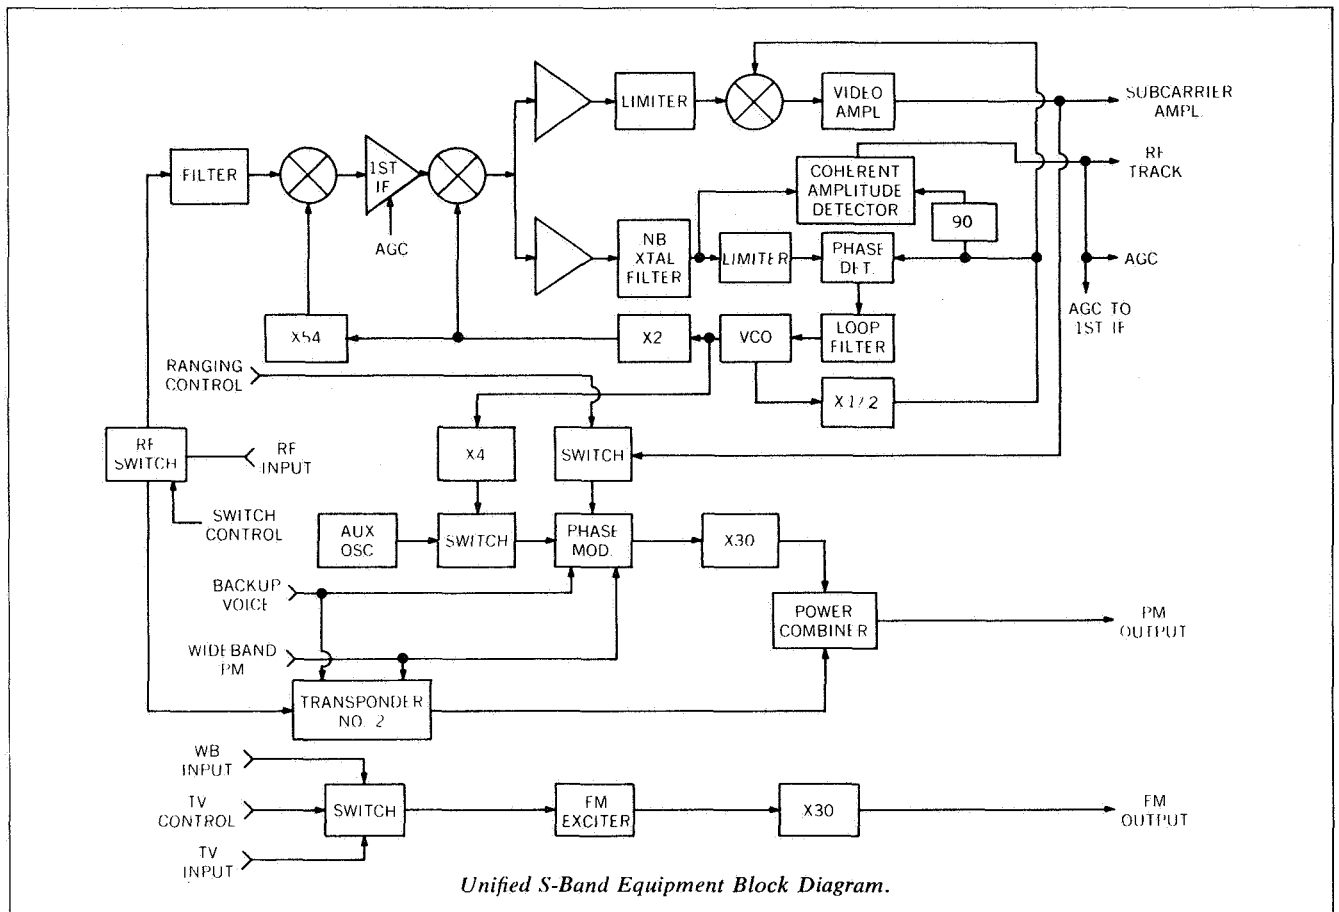 VIDEO
AMPL
LIMITER
SUBCARRIER
AMPL.
FILTER
1ST
IF
COHERENT
AMPLITUDE
DETECTOR
RF
TRACK
AGC
NB
XTAL
FILTER
LIMITER
PHASE
DET.
90
AGC
AGC TO
1ST IF
X54
X2
VCO
LOOP
FILTER
RANGING
CONTROL
X 1/2
RF
SWITCH
RF
INPUT
X4
SWITCH
SWITCH
CONTROL
AUX
OSC
SWITCH
PHASE
MOD.
X30
BACKUP
VOICE
POWER
COMBINER
PM
OUTPUT
WIDEBAND
PM
TRANSPONDER
NO. 2
WB
INPUT
TV
CONTROL
SWITCH
FM
EXCITER
X30
FM
OUTPUT
TV
INPUT
Unified S-Band Equipment Block Diagram.